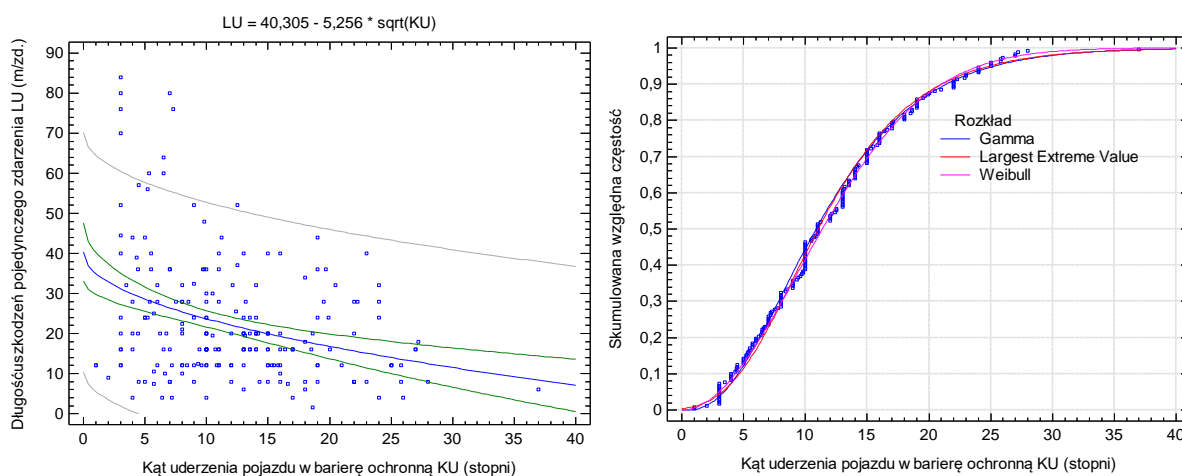 LU = 40,305 - 5,256 * sqrt(KU)
Długośćuszkodzeń pojedynczego zdarzenia LU (m/zd.)
90
80
70
60
50
40
30
20
10
0
0 5 10 15 20 25 30 35 40
Kąt uderzenia pojazdu w barierę ochronną KU (stopni)
Skumulowana względna częstość
1
0,9
0,8
0,7
0,6
0,5
0,4
0,3
0,2
0,1
0
Rozkład
Gamma
Largest Extreme Value
Weibull
0 5 10 15 20 25 30 35 40
Kąt uderzenia pojazdu w barierę ochronną KU (stopni)